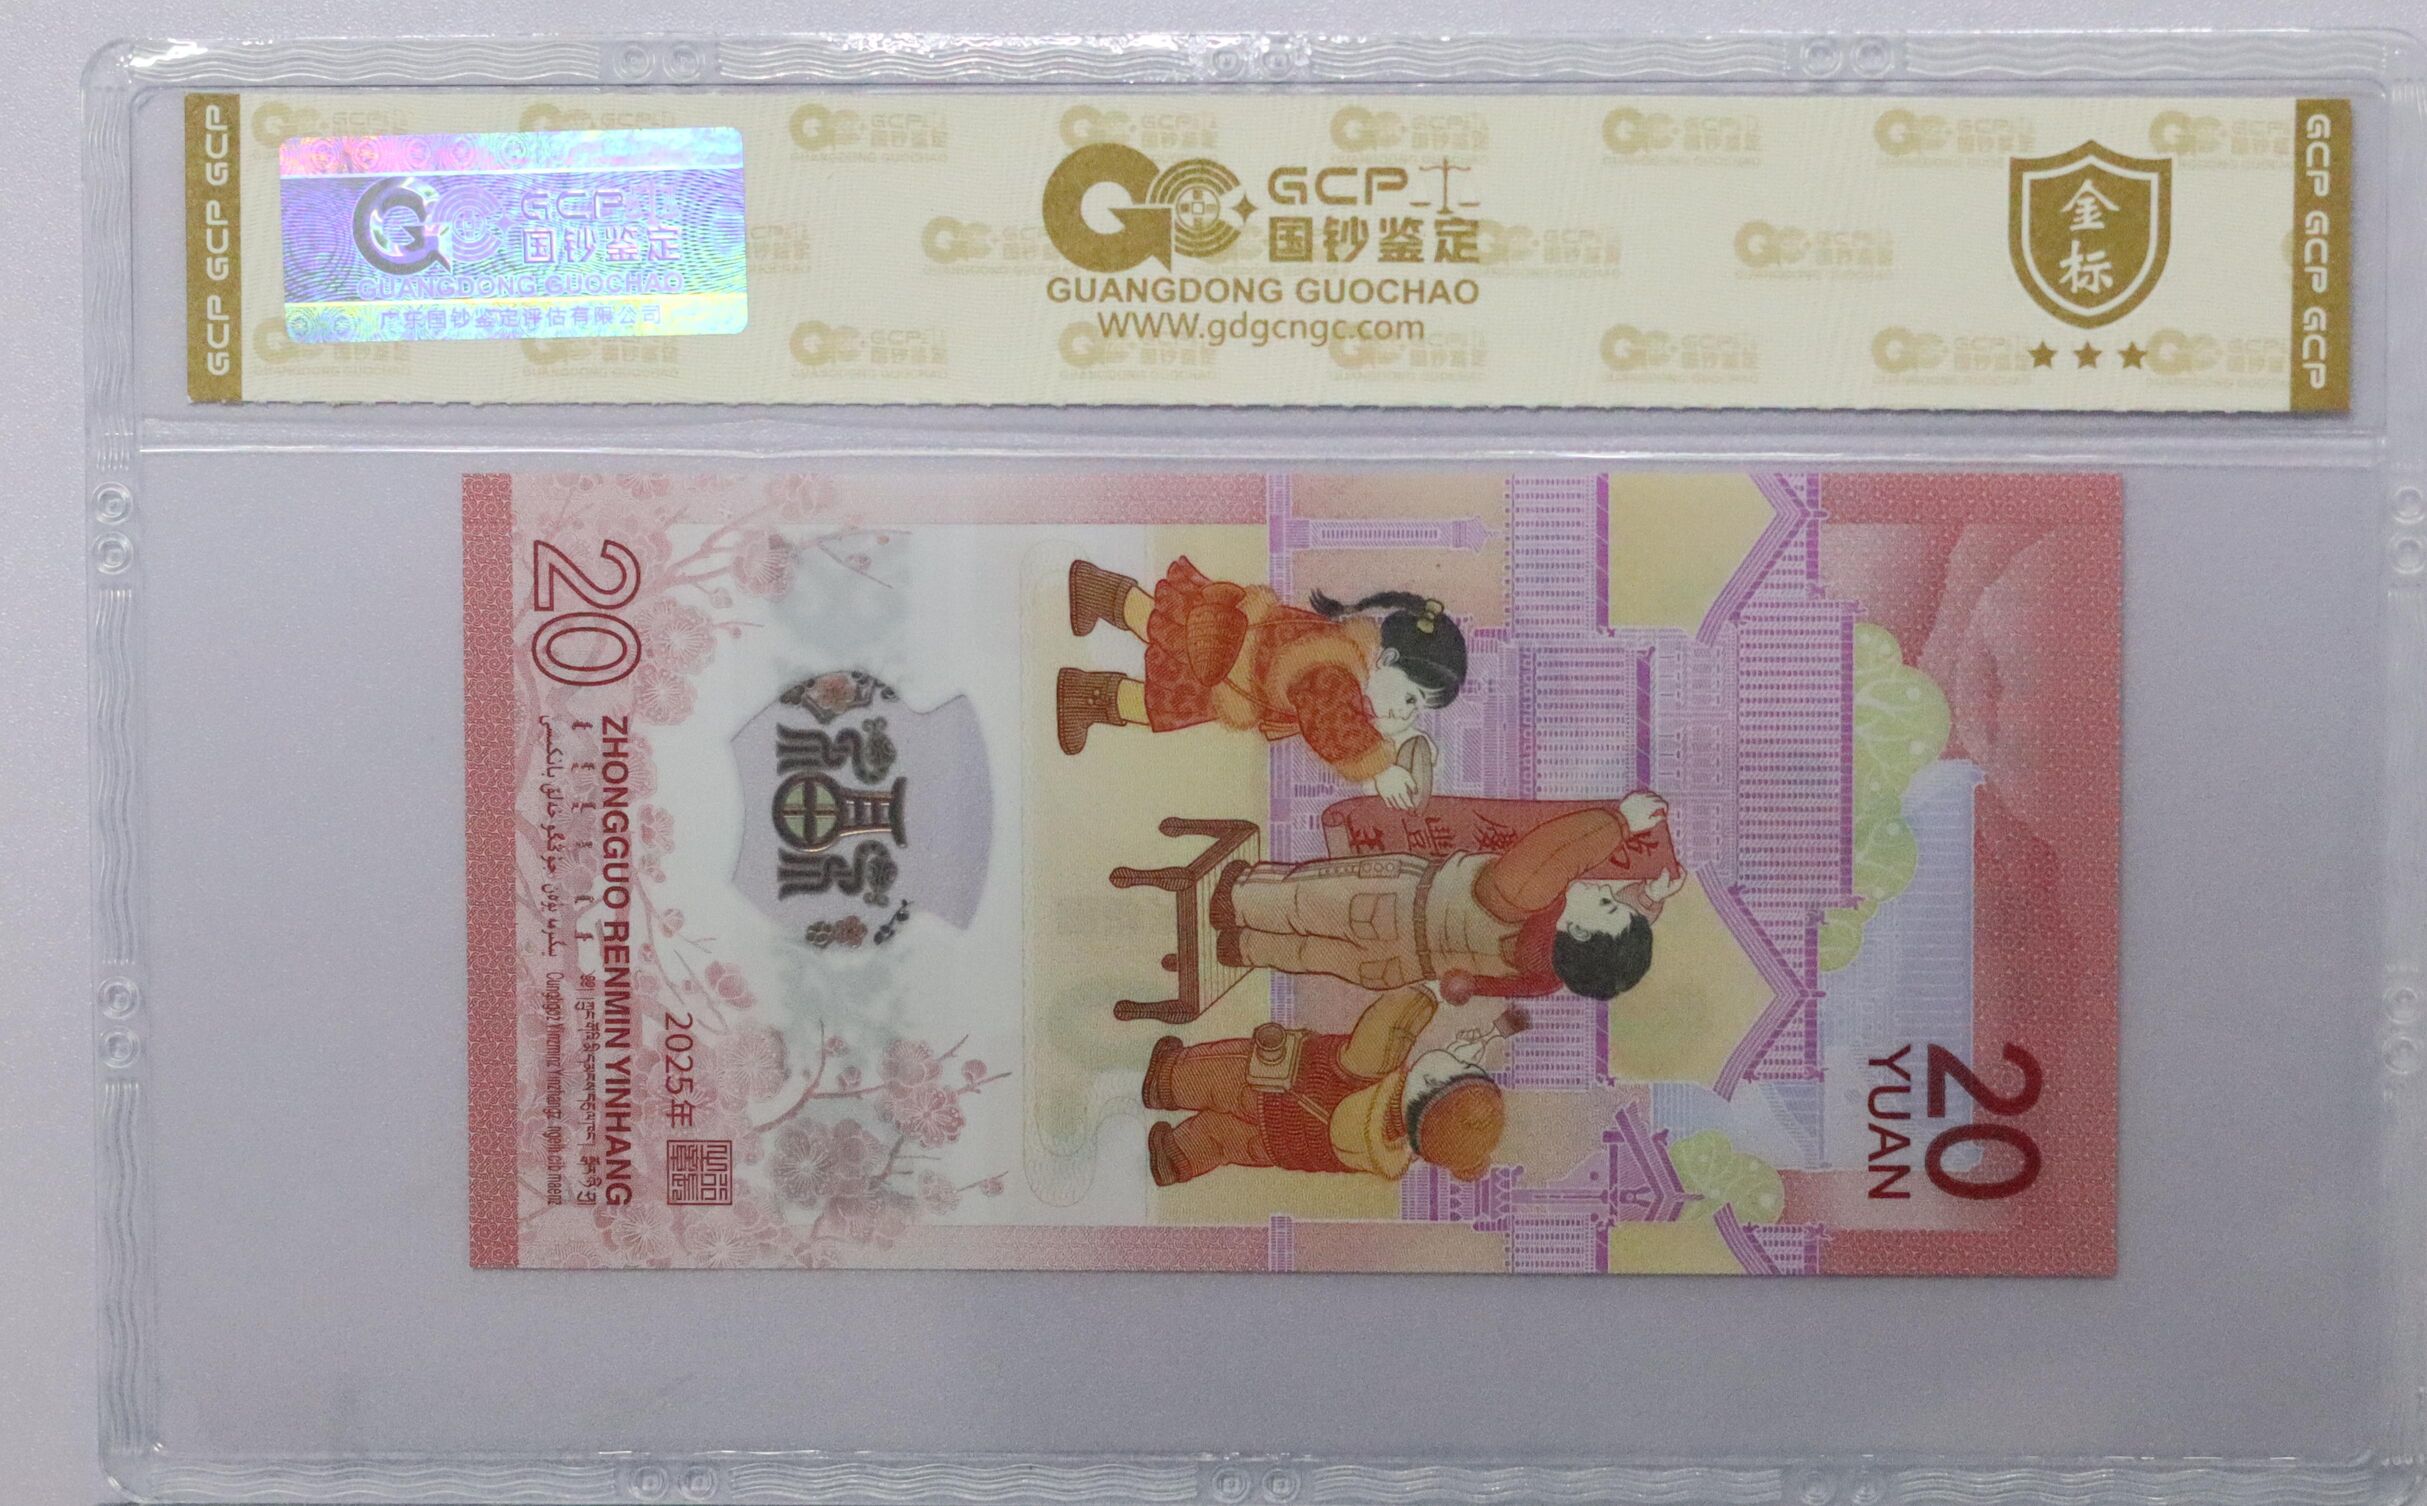 GCP GCP GCP
GCP
国钞鉴定
GUANGDONG GUOCHAO
广东国钞鉴定评估有限公司
GCP
国钞鉴定
GUANGDONG GUOCHAO
WWW.gdgcngc.com
金标
GCP GCP GCP
20
YUAN
2025年
20
ZHONGGUO RENMIN YINHANG